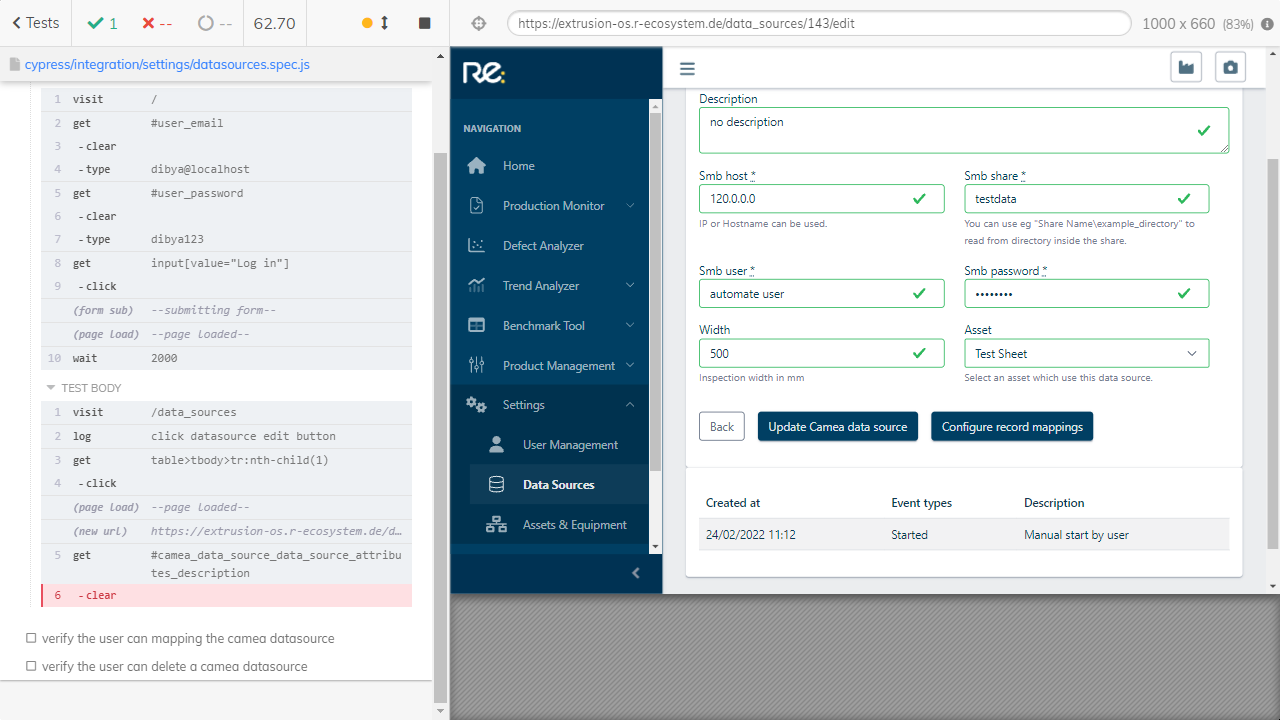 Tests
1
--
--
62.70
https://extrusion-os.r-ecosystem.de/data_sources/143/edit
1000 x 660 (83%)
cypress/integration/settings/datasources.spec.js
1 visit /
2 get #user_email
3 -clear
4 -type dibya@localhost
5 get #user_password
6 -clear
7 -type dibya123
8 get input[value="Log in"]
9 -click
(form sub) --submitting form--
(page load) --page loaded--
10 wait 2000
TEST BODY
1 visit /data_sources
2 log click datasource edit button
3 get table>tbody>tr:nth-child(1)
4 -click
(page load) --page loaded--
(new url) https://extrusion-os.r-ecosystem.de/d…
5 get #camea_data_source_data_source_attribu
tes_description
6 -clear
verify the user can mapping the camea datasource
verify the user can delete a camea datasource
RE:
NAVIGATION
Home
Production Monitor
Defect Analyzer
Trend Analyzer
Benchmark Tool
Product Management
Settings
User Management
Data Sources
Assets & Equipment
Description
no description
Smb host * Smb share *
120.0.0.0 testdata
IP or Hostname can be used. You can use eg "Share Name\example_directory" to
read from directory inside the share.
Smb user * Smb password *
automate user ••••••••
Width Asset
500 Test Sheet
Inspection width in mm Select an asset which use this data source.
Back Update Camea data source Configure record mappings
Created at Event types Description
24/02/2022 11:12 Started Manual start by user